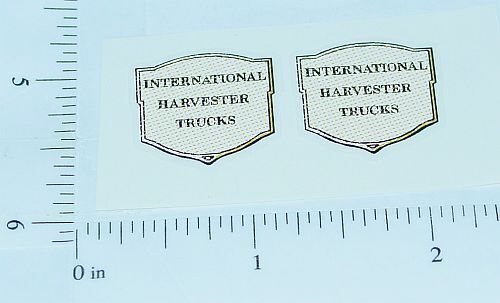 INTERNATIONAL
HARVESTER
TRUCKS
INTERNATIONAL
HARVESTER
TRUCKS
5
6
0 in
1
2